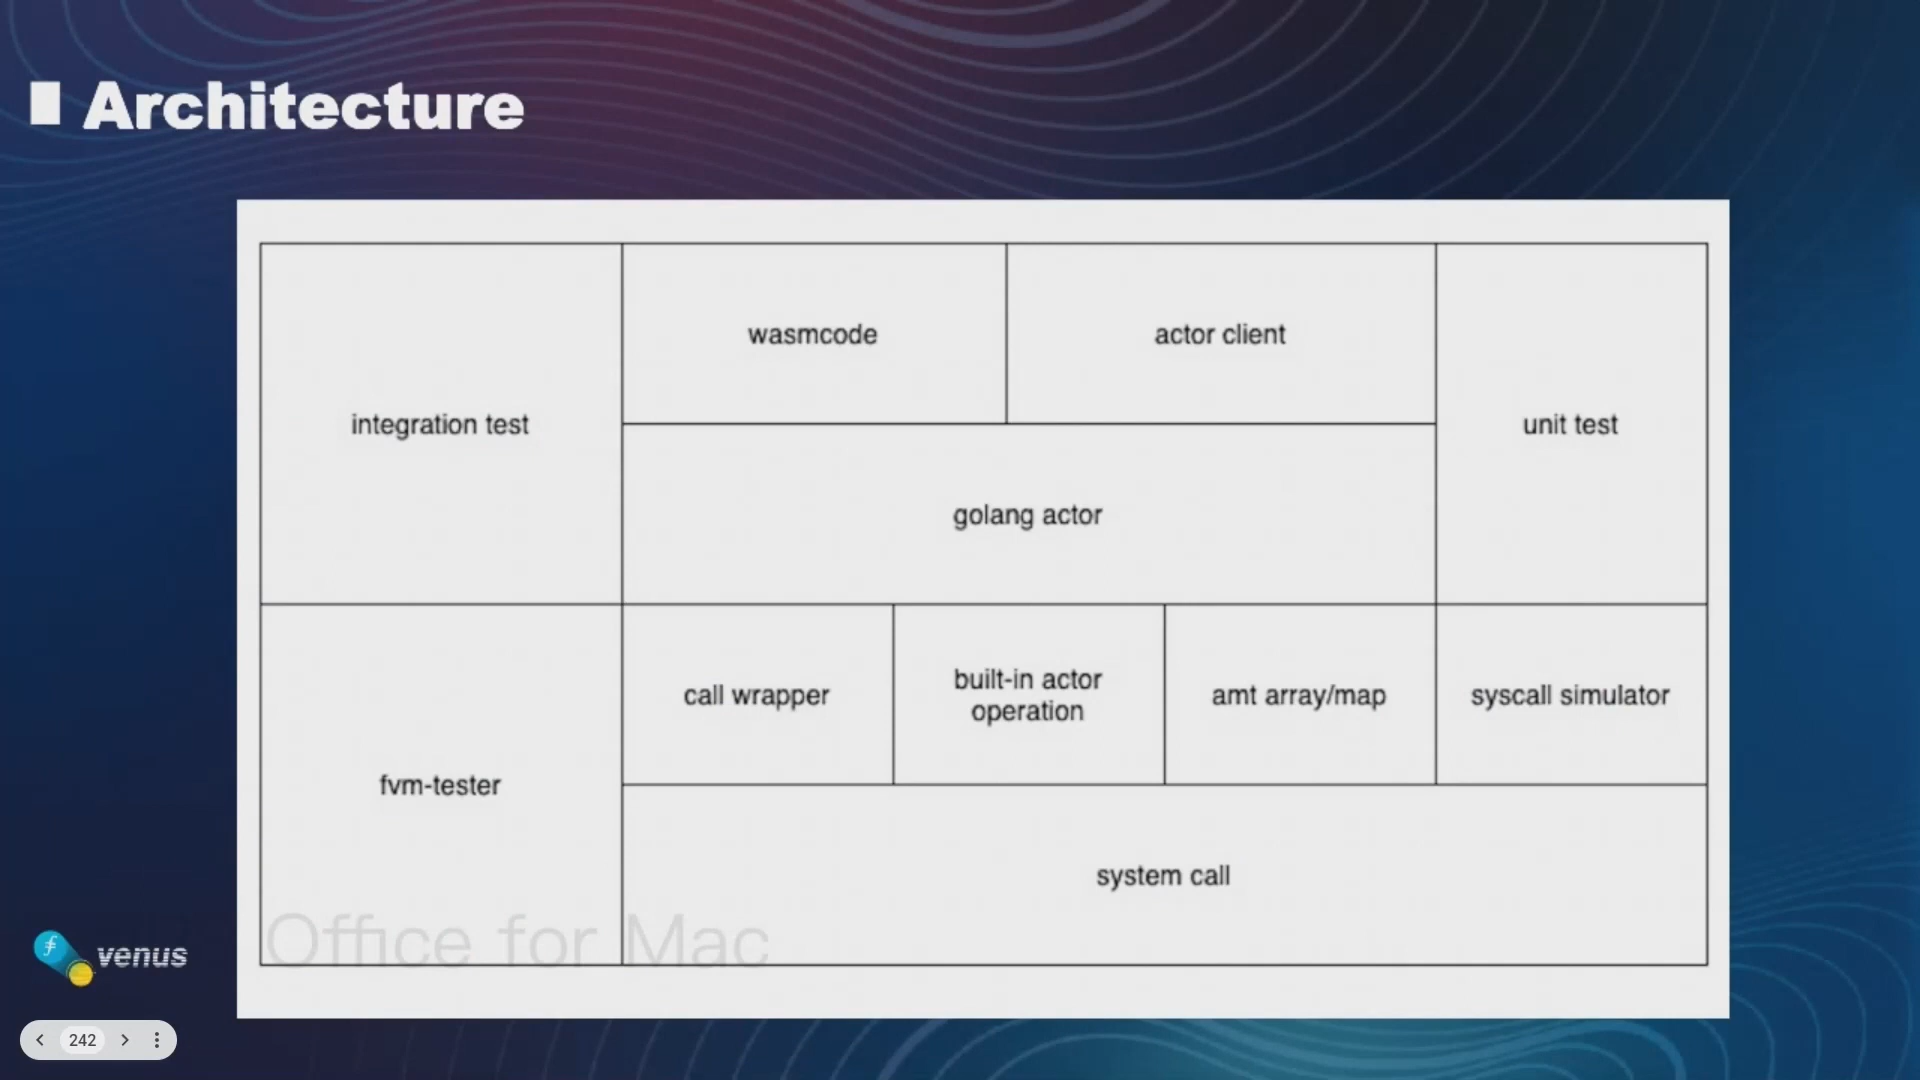 Architecture
wasmcode
actor client
integration test
unit test
golang actor
call wrapper
built-in actor
operation
amt array/map
syscall simulator
fvm-tester
system call
Office for Mac
venus
242